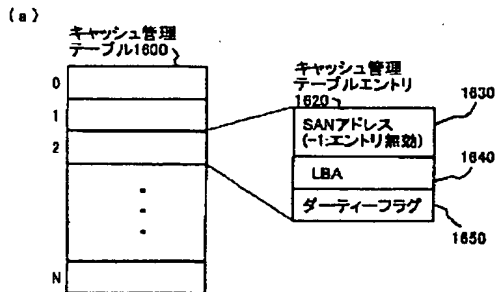 (a)
キャッシュ管理
テーブル1600
0
1
2
N
キャッシュ管理
テーブルエントリ
1620
1630
SANアドレス
(-1:エントリ無効)
1640
LBA
ダーティーフラグ
1650